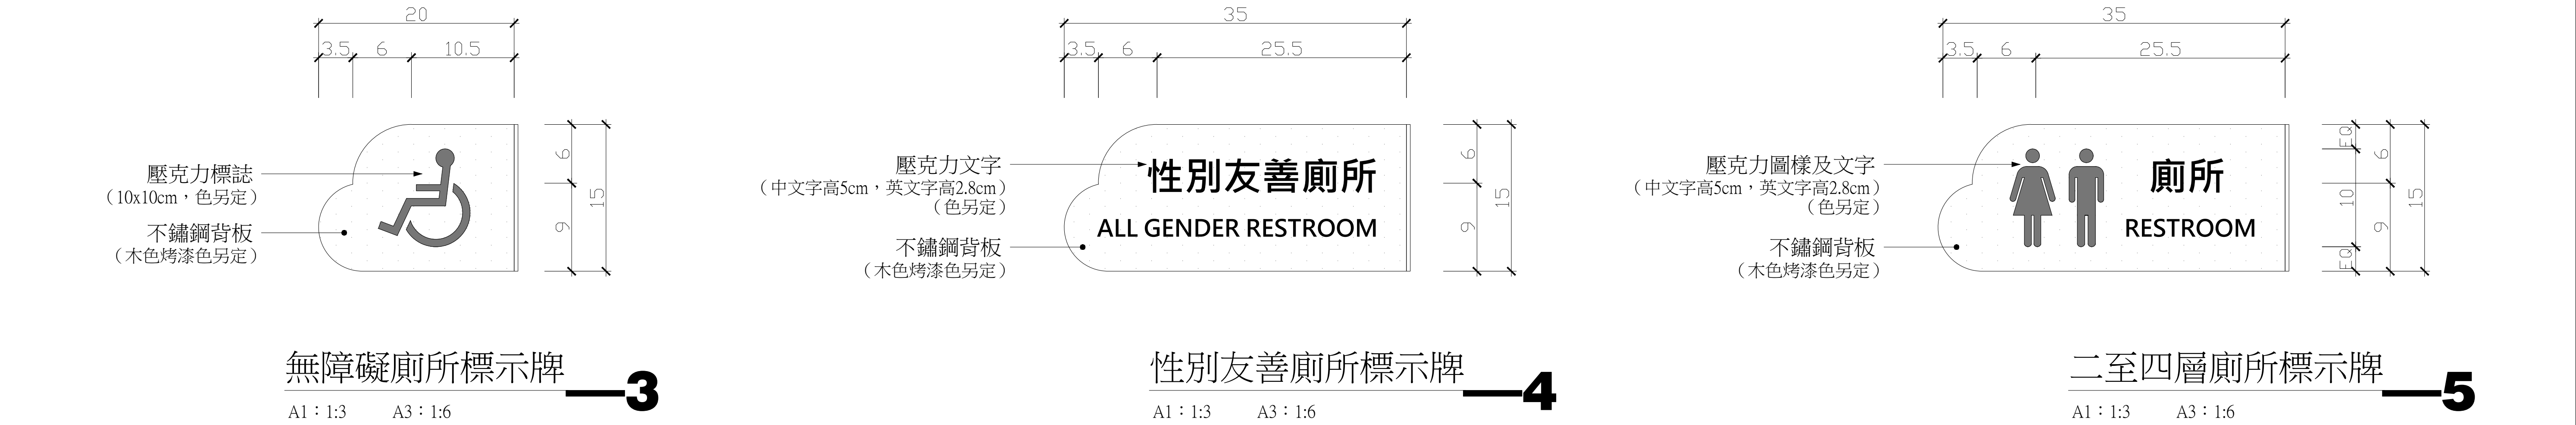 20
3.5 6 10.5
壓克力標誌
（10x10cm，色另定）
不鏽鋼背板
（木色烤漆色另定）
6
9
15
無障礙廁所標示牌
3
A1：1:3 A3：1:6
35
3.5 6 25.5
壓克力文字
（中文字高5cm，英文字高2.8cm）
（色另定）
不鏽鋼背板
（木色烤漆色另定）
性別友善廁所
ALL GENDER RESTROOM
6
9
15
性別友善廁所標示牌
4
A1：1:3 A3：1:6
35
3.5 6 25.5
壓克力圖樣及文字
（中文字高5cm，英文字高2.8cm）
（色另定）
不鏽鋼背板
（木色烤漆色另定）
廁所
RESTROOM
EQ
10
EQ
6
9
15
二至四層廁所標示牌
5
A1：1:3 A3：1:6